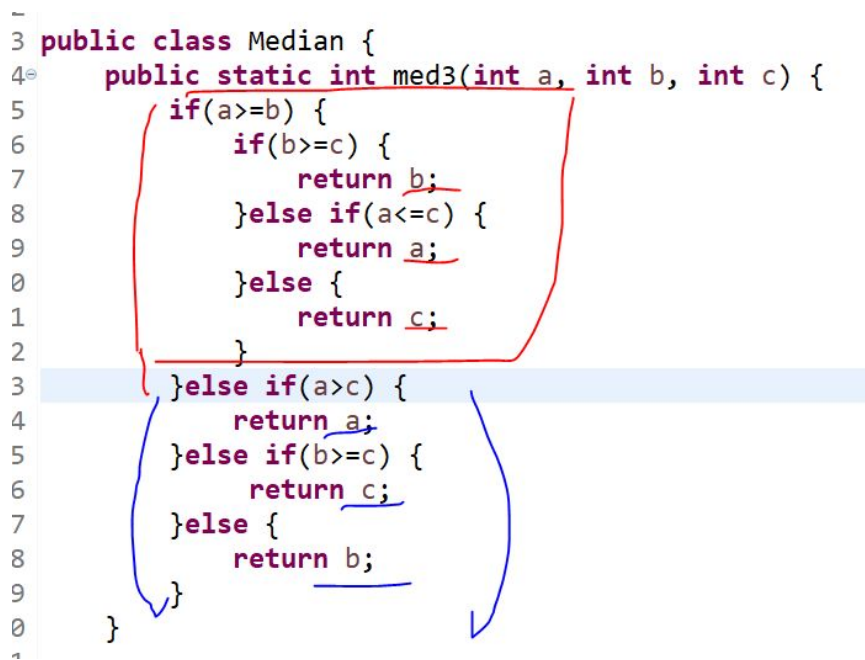 3 public class Median {
4 public static int med3(int a, int b, int c) {
5 if(a>=b) {
6 if(b>=c) {
7 return b;
8 }else if(a<=c) {
9 return a;
0 }else {
1 return c;
2 }
3 }else if(a>c) {
4 return a;
5 }else if(b>=c) {
6 return c;
7 }else {
8 return b;
9 }
0 }